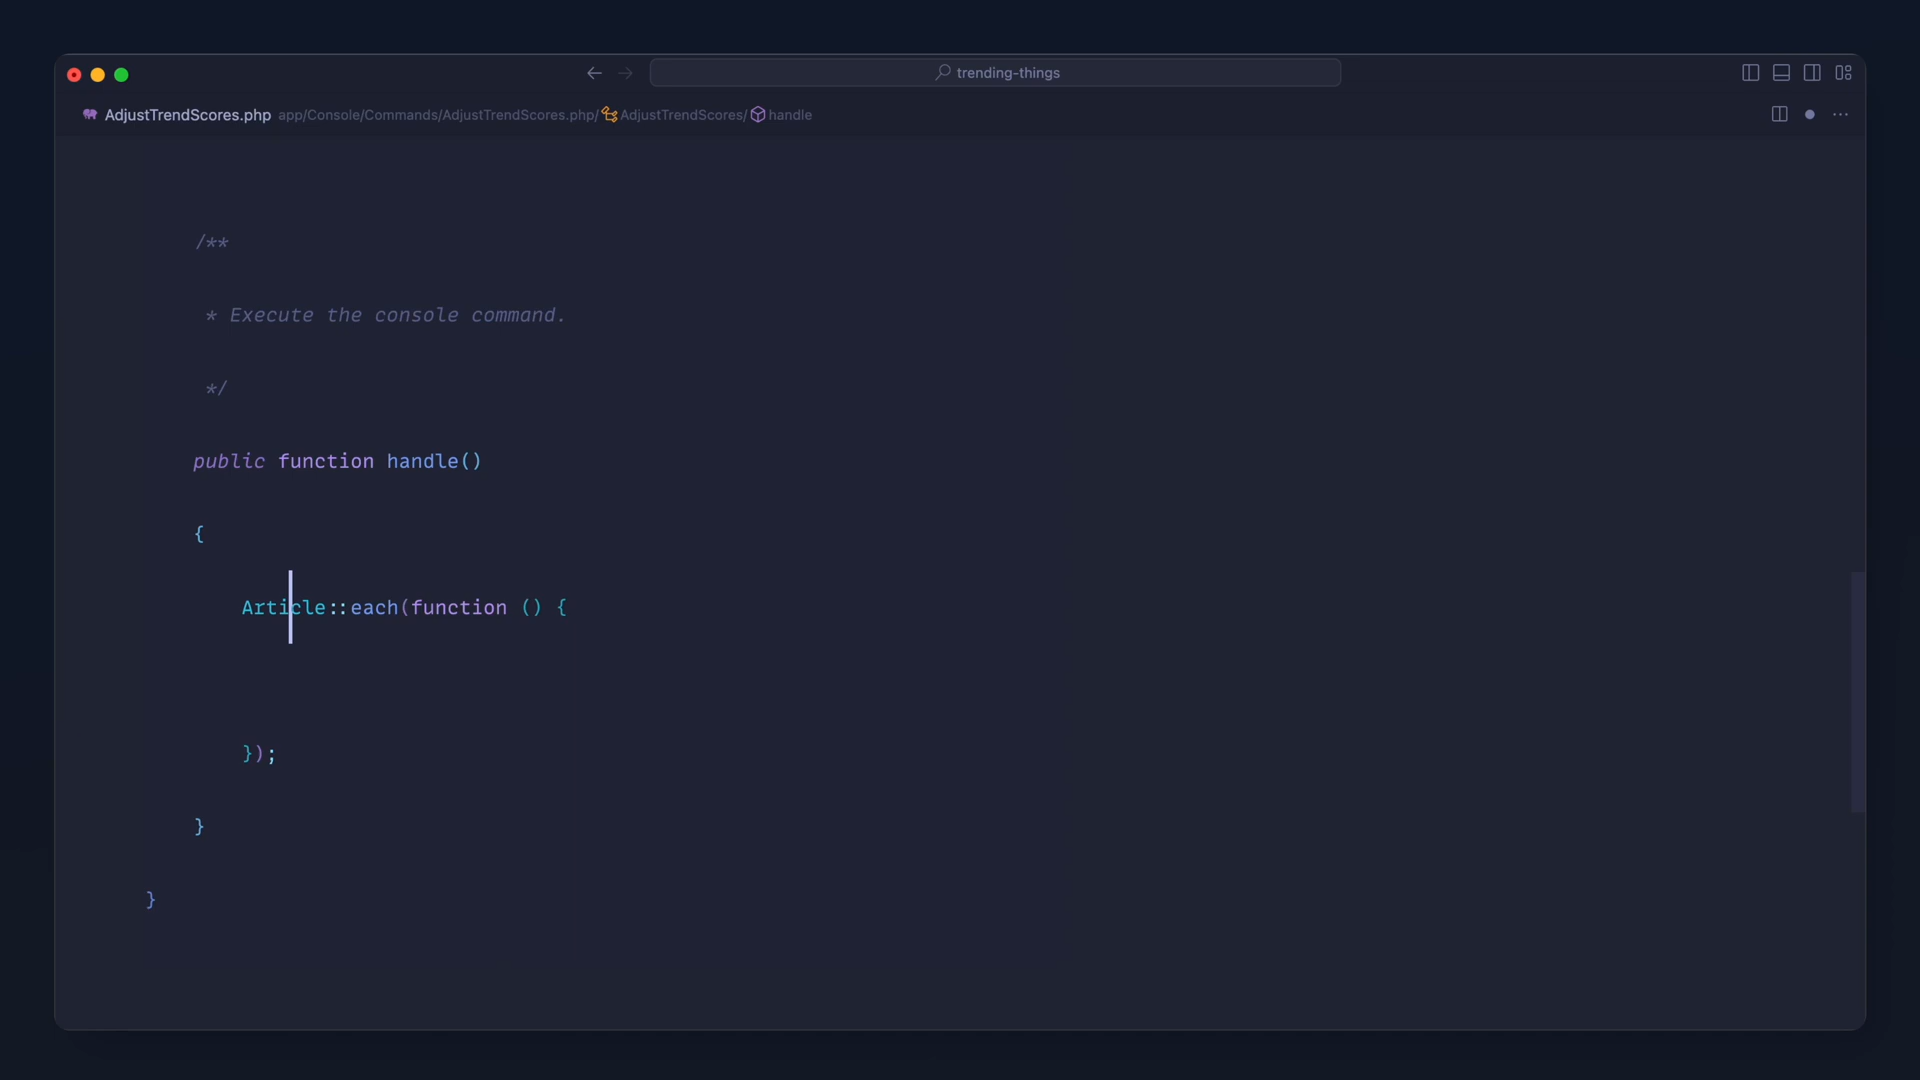 trending-things
AdjustTrendScores.php app/Console/Commands/AdjustTrendScores.php/ AdjustTrendScores/ handle
/**
* Execute the console command.
*/
public function handle()
{
Article::each(function () {
});
}
}